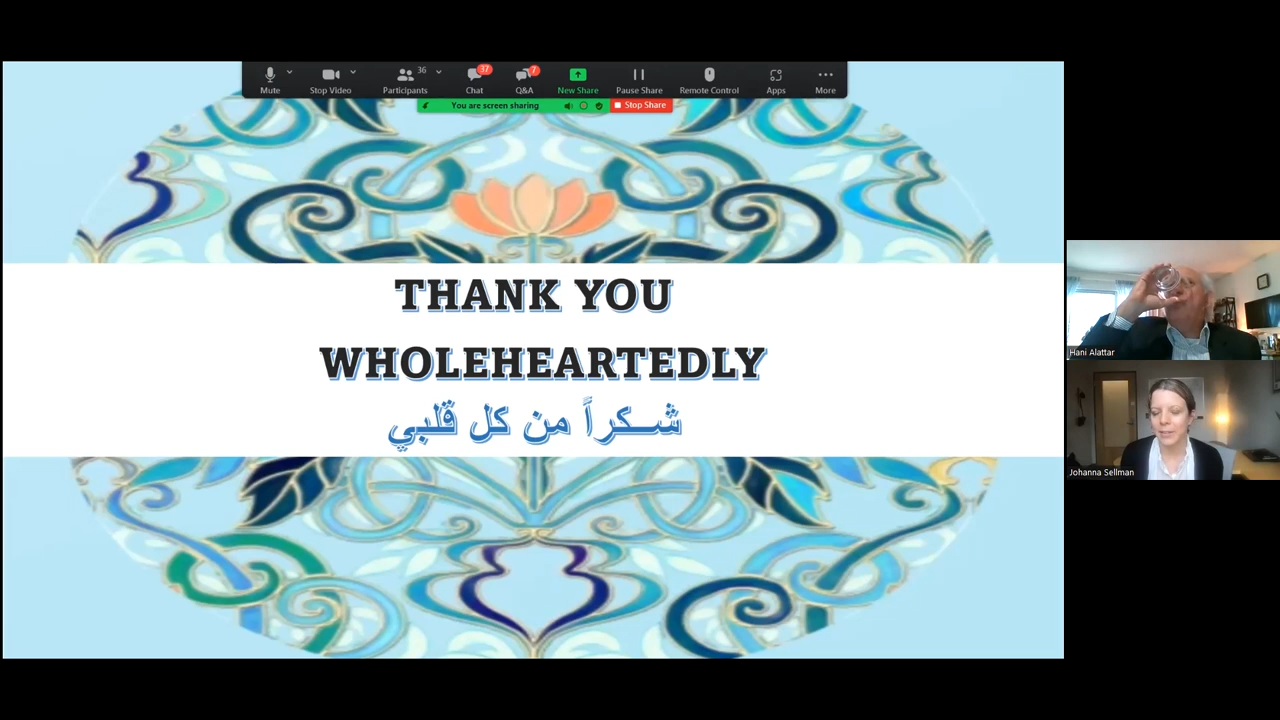 36
37
7
Mute
Stop Video
Participants
Chat
Q&A
New Share
Pause Share
Remote Control
Apps
More
You are screen sharing
Stop Share
THANK YOU
WHOLEHEARTEDLY
شـــكراً من كل قلبي
Hani Alattar
Johanna Sellman